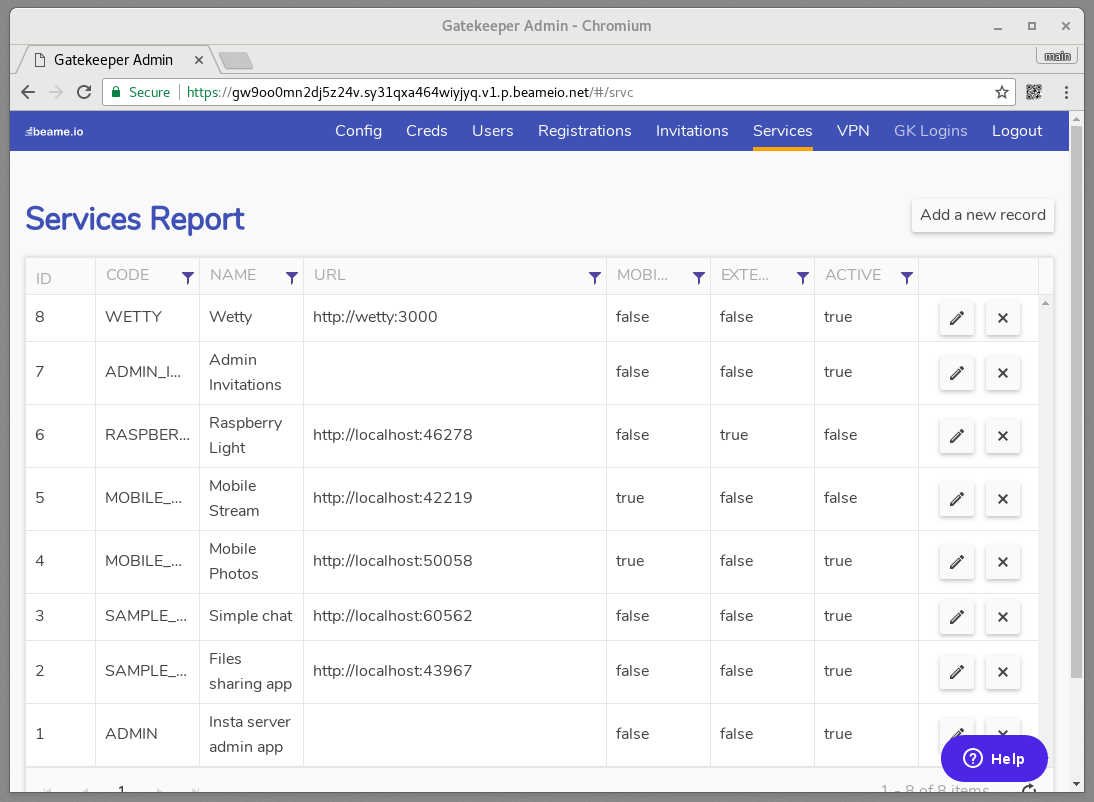 Gatekeeper Admin - Chromium
Gatekeeper Admin
main
Secure https://gw9oo0mn2dj5z24v.sy31qxa464wiyjyq.v1.p.beameio.net/#/srvc
beame.io Config Creds Users Registrations Invitations Services VPN GK Logins Logout
Services Report
Add a new record
ID CODE NAME URL MOBI... EXTE... ACTIVE
8 WETTY Wetty http://wetty:3000 false false true
7 ADMIN_I... Admin Invitations false false true
6 RASPBER... Raspberry Light http://localhost:46278 false true false
5 MOBILE_... Mobile Stream http://localhost:42219 true false false
4 MOBILE_... Mobile Photos http://localhost:50058 true false true
3 SAMPLE_... Simple chat http://localhost:60562 false false true
2 SAMPLE_... Files sharing app http://localhost:43967 false false true
1 ADMIN Insta server admin app false false true
Help
1 1 - 8 of 8 items